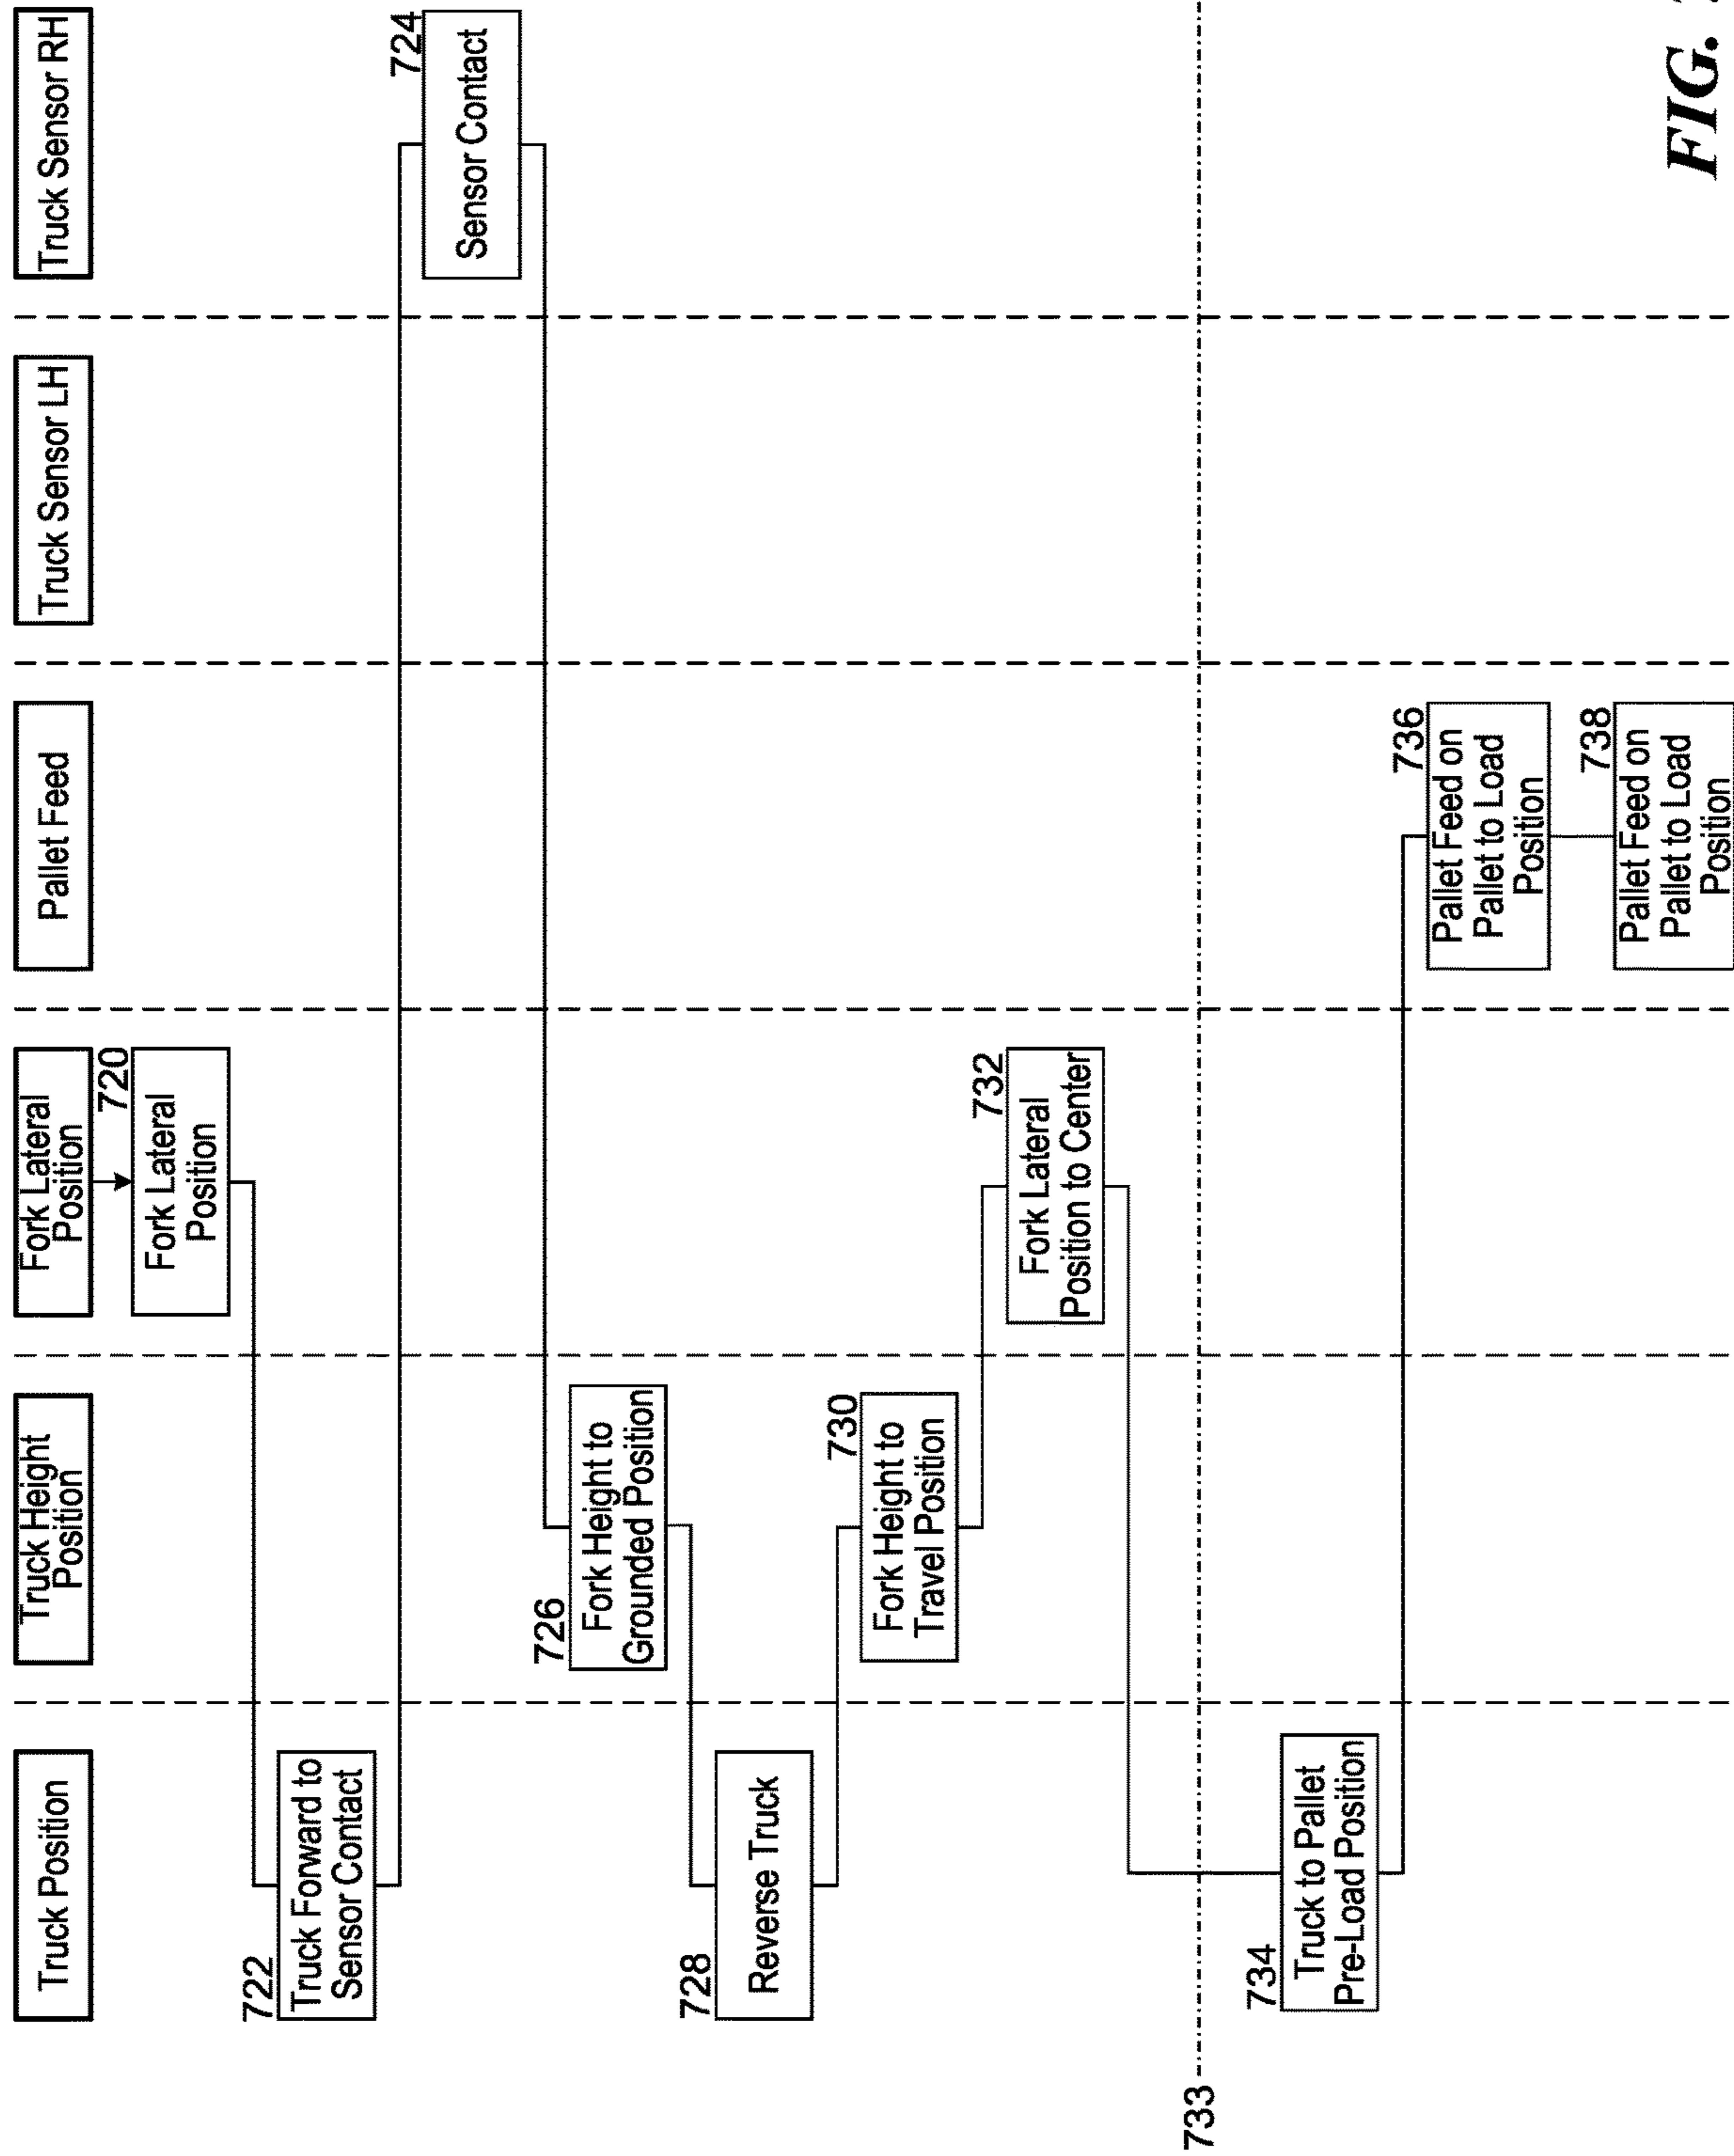 Truck Position
Truck Height
Position
Fork Lateral
Position
Pallet Feed
Truck Sensor LH
Truck Sensor RH
720
Fork Lateral
Position
722
Truck Forward to
Sensor Contact
724
Sensor Contact
726
Fork Height to
Grounded Position
728
Reverse Truck
730
Fork Height to
Travel Position
732
Fork Lateral
Position to Center
733
734
Truck to Pallet
Pre-Load Position
736
Pallet Feed on
Pallet to Load
Position
738
Pallet Feed on
Pallet to Load
Position
FIG.